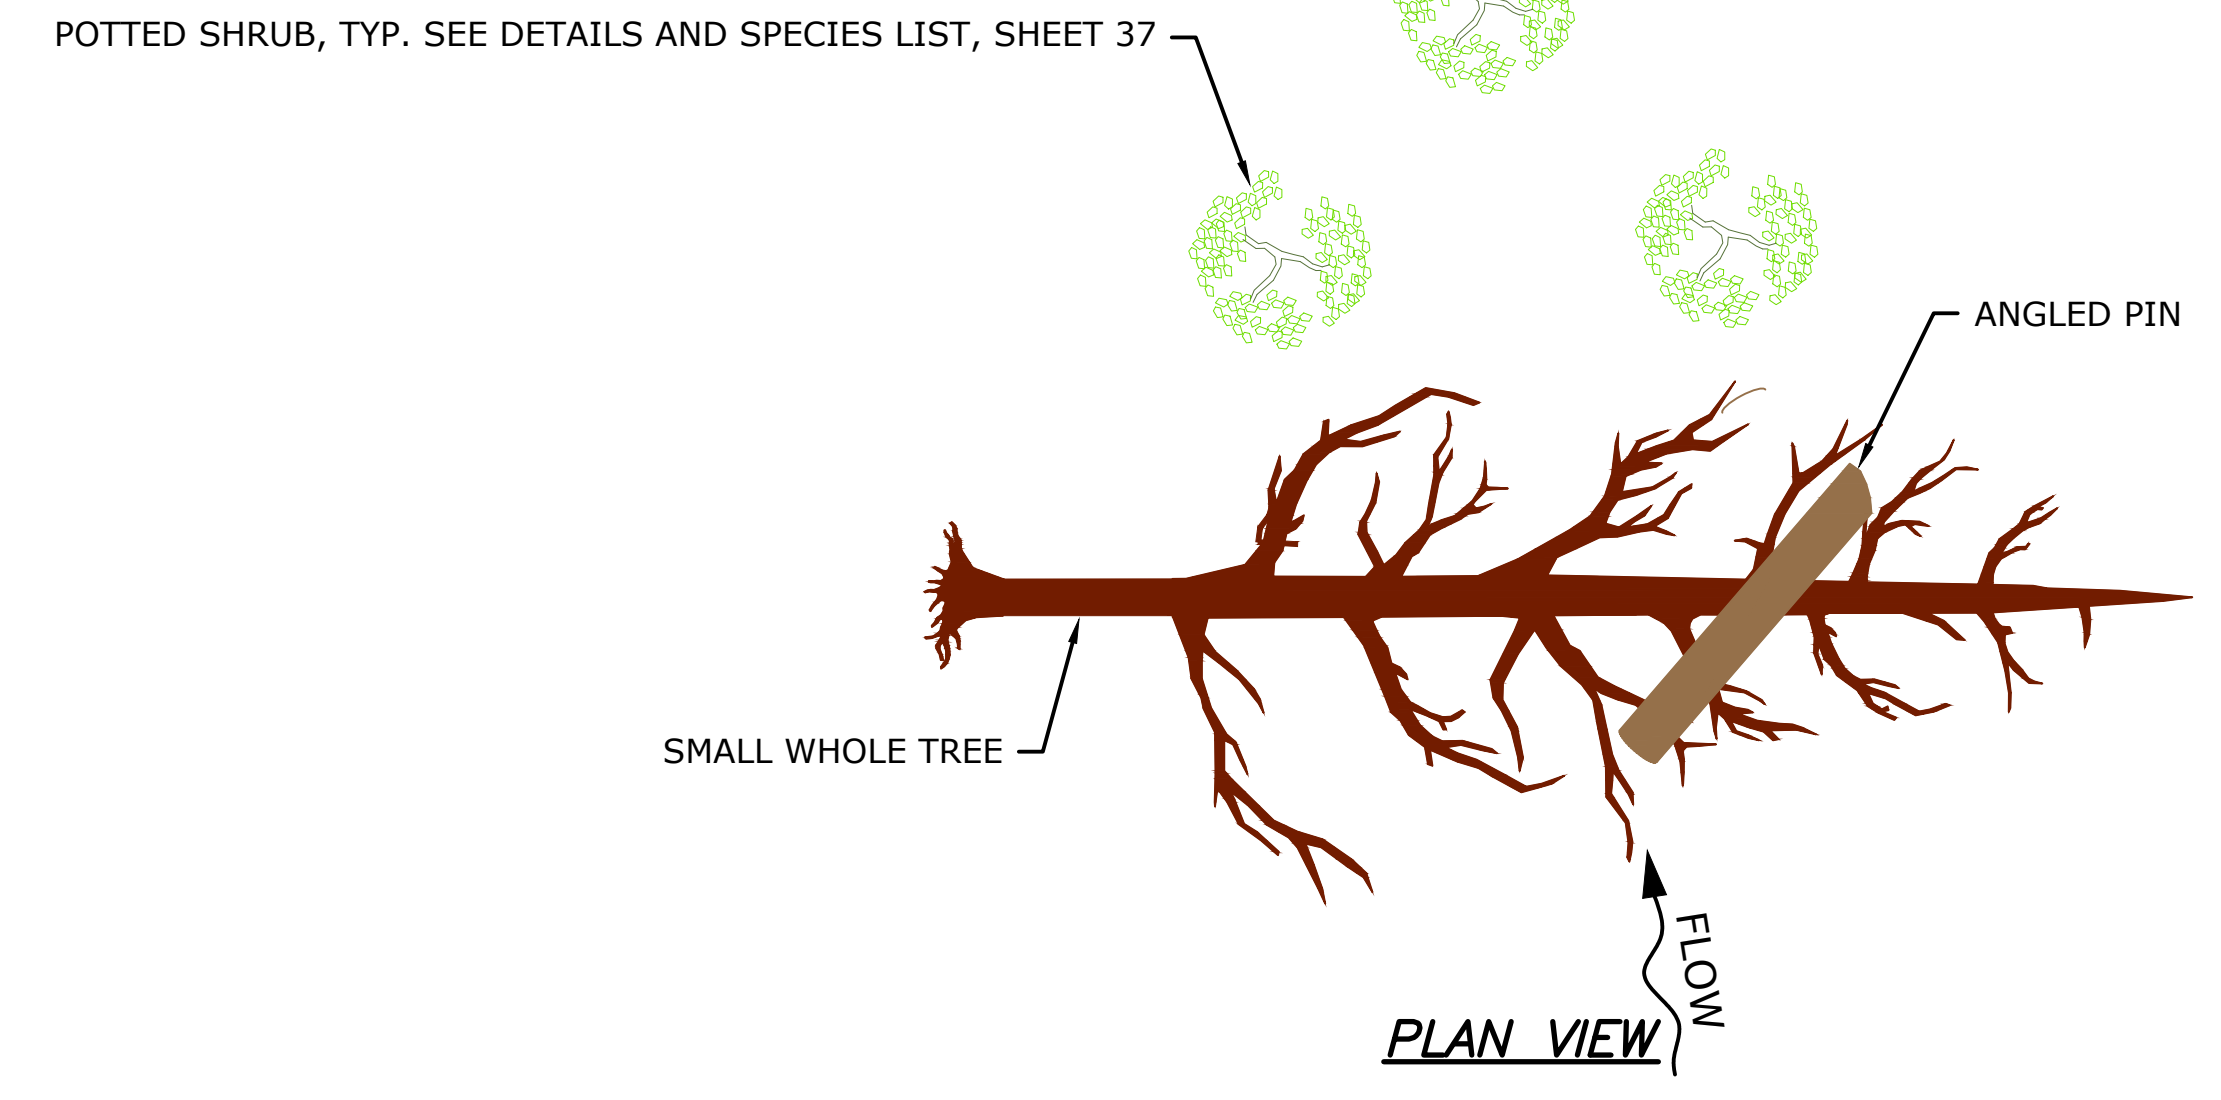 POTTED SHRUB, TYP. SEE DETAILS AND SPECIES LIST, SHEET 37
ANGLED PIN
SMALL WHOLE TREE
FLOW
PLAN VIEW